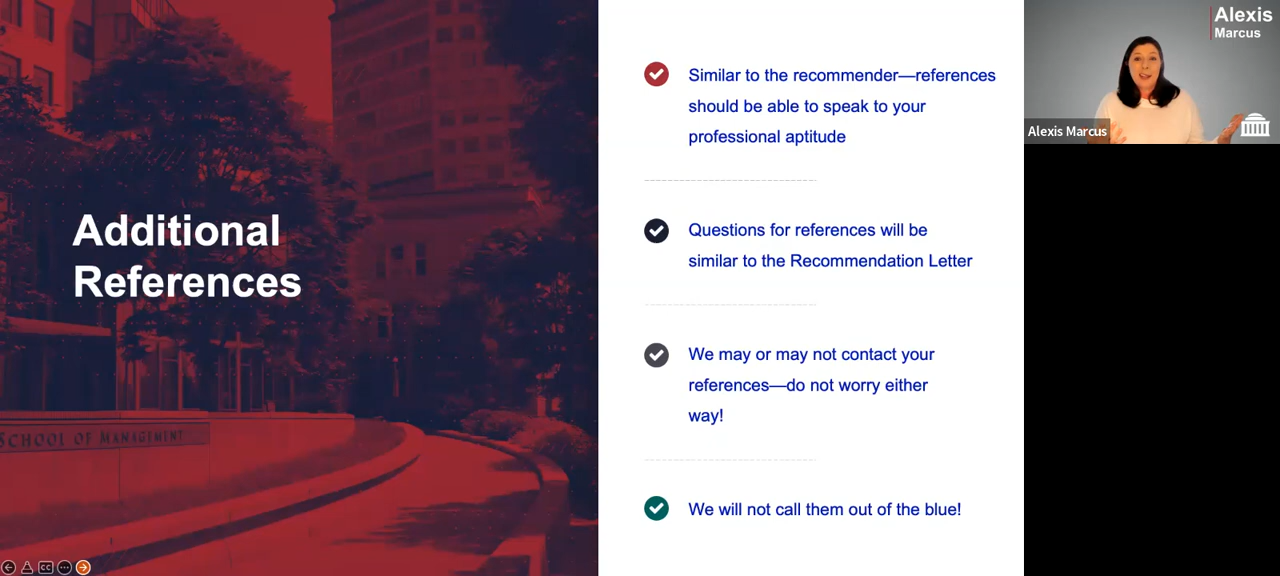 Additional
References
SCHOOL OF MANAGEMENT
Similar to the recommender—references
should be able to speak to your
professional aptitude
Questions for references will be
similar to the Recommendation Letter
We may or may not contact your
references—do not worry either
way!
We will not call them out of the blue!
Alexis
Marcus
Alexis Marcus
CC